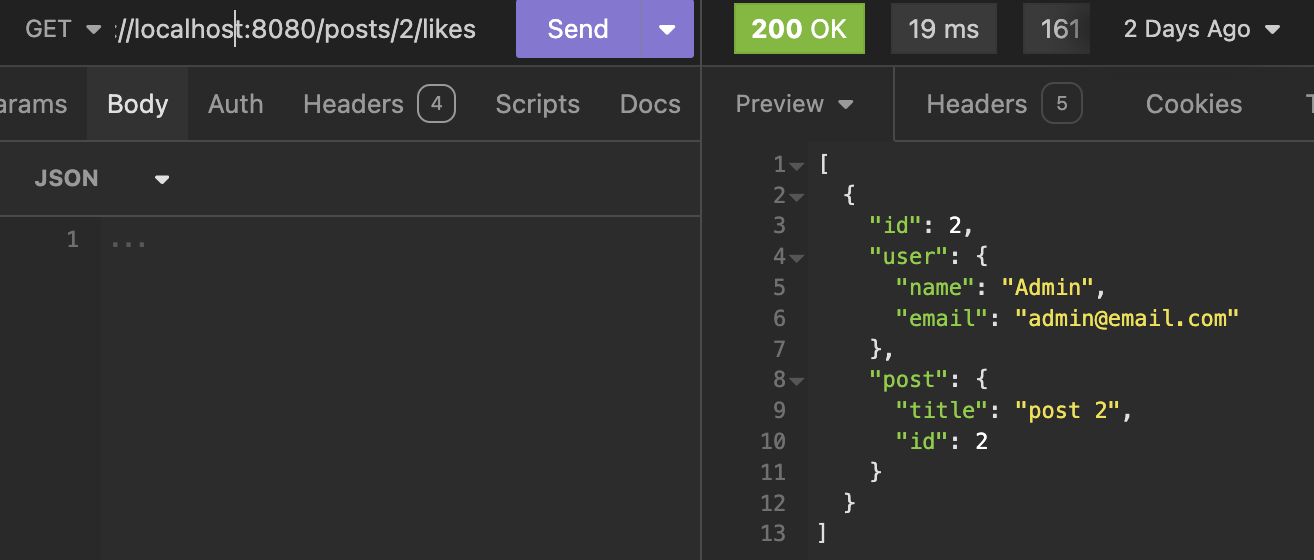 GET ://localhost:8080/posts/2/likes Send 200 OK 19 ms 161 2 Days Ago
arams Body Auth Headers 4 Scripts Docs Preview Headers 5 Cookies T
JSON
1 ...
1 [
2 {
3 "id": 2,
4 "user": {
5 "name": "Admin",
6 "email": "admin@email.com"
7 },
8 "post": {
9 "title": "post 2",
10 "id": 2
11 }
12 }
13 ]